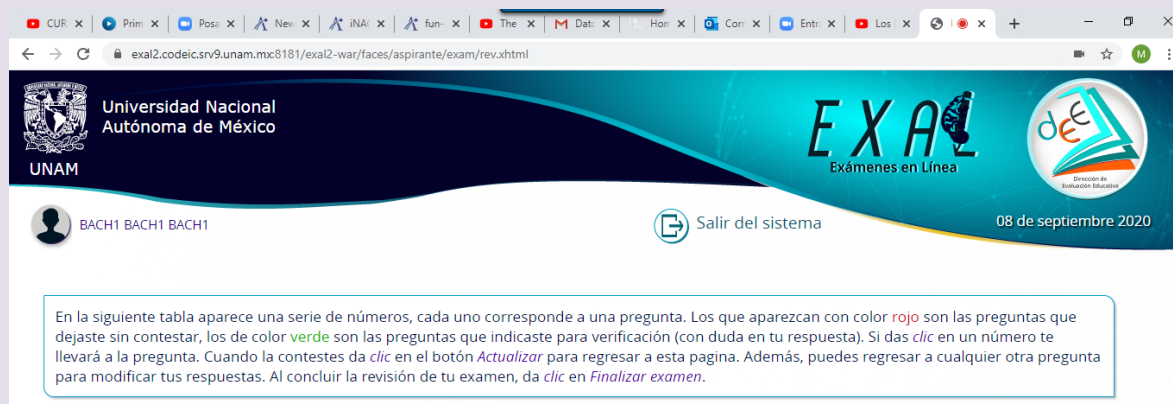 CUR
Prim
Posa
New
iNAC
fun-
The
Datc
Hon
Corr
Entr
Los
exal2.codeic.srv9.unam.mx:8181/exal2-war/faces/aspirante/exam/rev.xhtml
M
Universidad Nacional
Autónoma de México
UNAM
EXAL
Exámenes en Línea
dee
Dirección de
Evaluación Educativa
BACH1 BACH1 BACH1
Salir del sistema
08 de septiembre 2020
En la siguiente tabla aparece una serie de números, cada uno corresponde a una pregunta. Los que aparezcan con color rojo son las preguntas que
dejaste sin contestar, los de color verde son las preguntas que indicaste para verificación (con duda en tu respuesta). Si das clic en un número te
llevará a la pregunta. Cuando la contestes da clic en el botón Actualizar para regresar a esta pagina. Además, puedes regresar a cualquier otra pregunta
para modificar tus respuestas. Al concluir la revisión de tu examen, da clic en Finalizar examen.